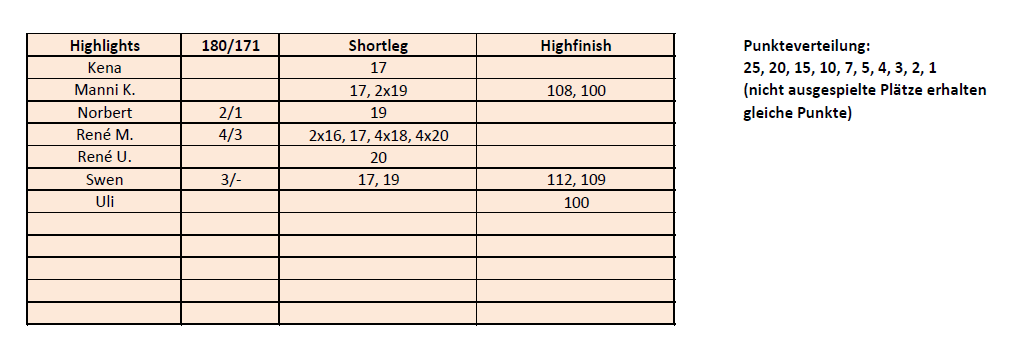 Highlights 180/171 Shortleg Highfinish
Kena 17
Manni K. 17, 2x19 108, 100
Norbert 2/1 19
René M. 4/3 2x16, 17, 4x18, 4x20
René U. 20
Swen 3/- 17, 19 112, 109
Uli 100
Punkteverteilung:
25, 20, 15, 10, 7, 5, 4, 3, 2, 1
(nicht ausgespielte Plätze erhalten
gleiche Punkte)